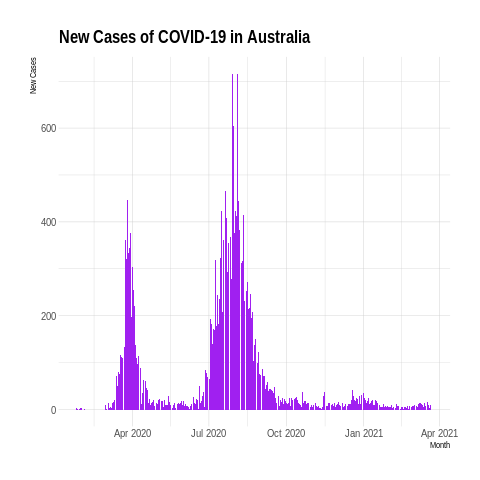 New Cases of COVID-19 in Australia
New Cases
600
400
200
0
Apr 2020
Jul 2020
Oct 2020
Jan 2021
Apr 2021
Month